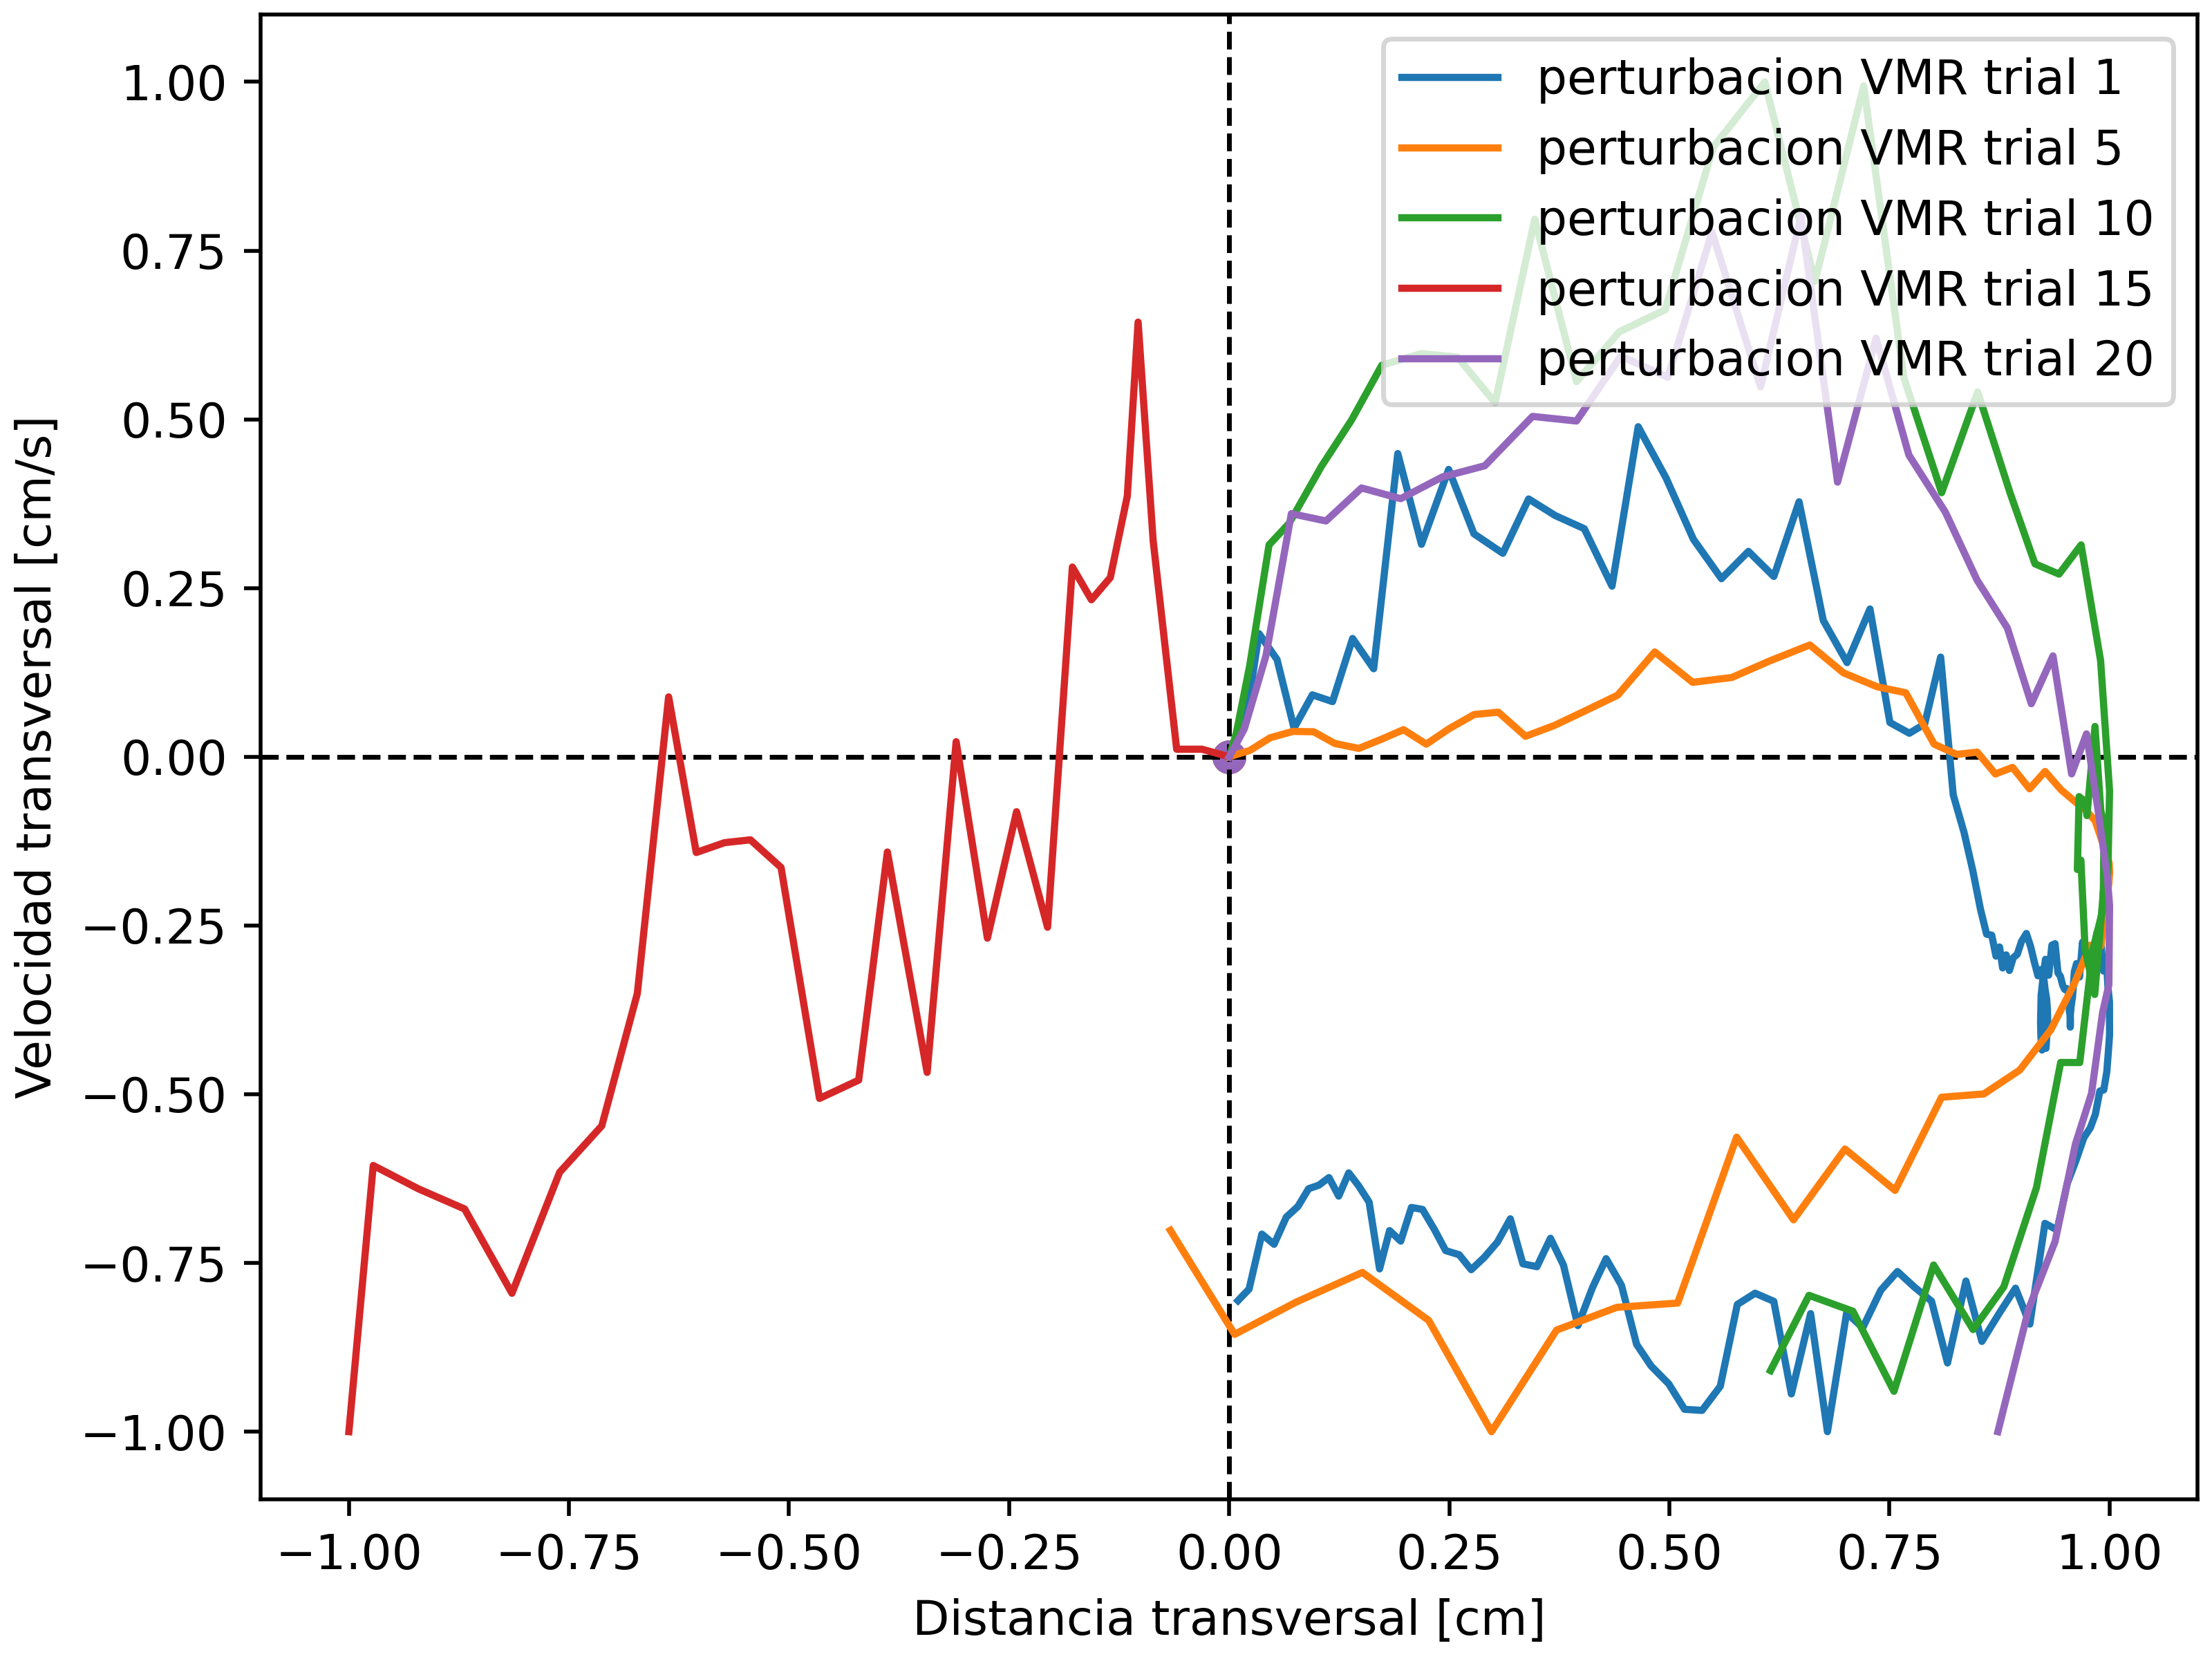 perturbacion VMR trial 1
perturbacion VMR trial 5
perturbacion VMR trial 10
perturbacion VMR trial 15
perturbacion VMR trial 20
Velocidad transversal [cm/s]
1.00
0.75
0.50
0.25
0.00
−0.25
−0.50
−0.75
−1.00
−1.00 −0.75 −0.50 −0.25 0.00 0.25 0.50 0.75 1.00
Distancia transversal [cm]